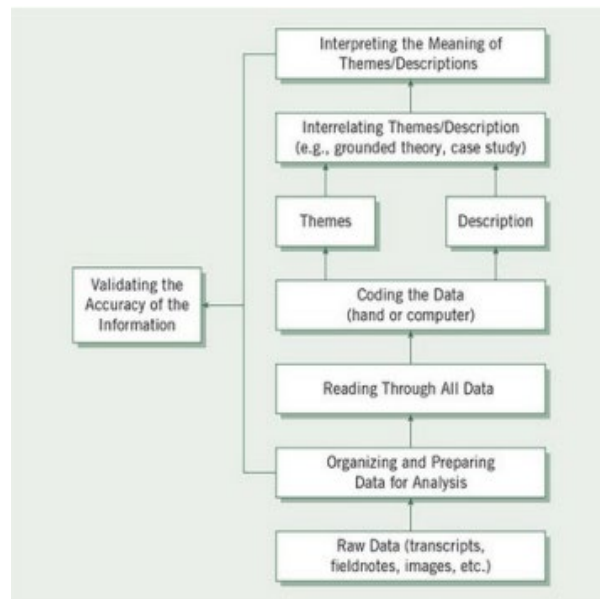 Interpreting the Meaning of
Themes/Descriptions
Interrelating Themes/Description
(e.g., grounded theory, case study)
Themes
Description
Validating the
Accuracy of the
Information
Coding the Data
(hand or computer)
Reading Through All Data
Organizing and Preparing
Data for Analysis
Raw Data (transcripts,
fieldnotes, images, etc.)